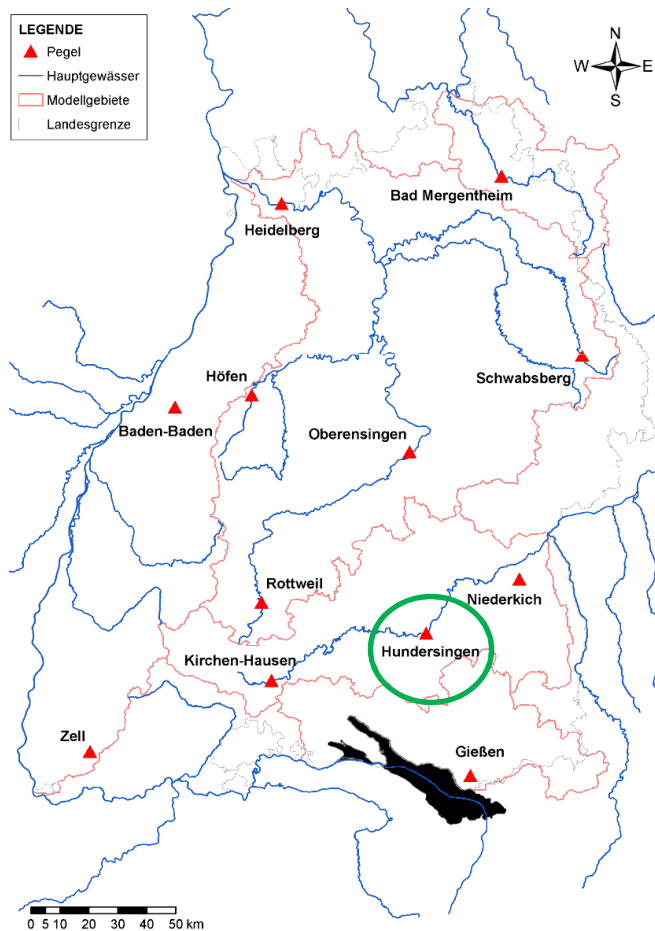 LEGENDE
Pegel
Hauptgewässer
Modellgebiete
Landesgrenze
N
W E
S
Bad Mergentheim
Heidelberg
Höfen
Schwabsberg
Baden-Baden
Oberensingen
Rottweil
Niederkich
Hundersingen
Kirchen-Hausen
Zell
Gießen
0 5 10 20 30 40 50 km